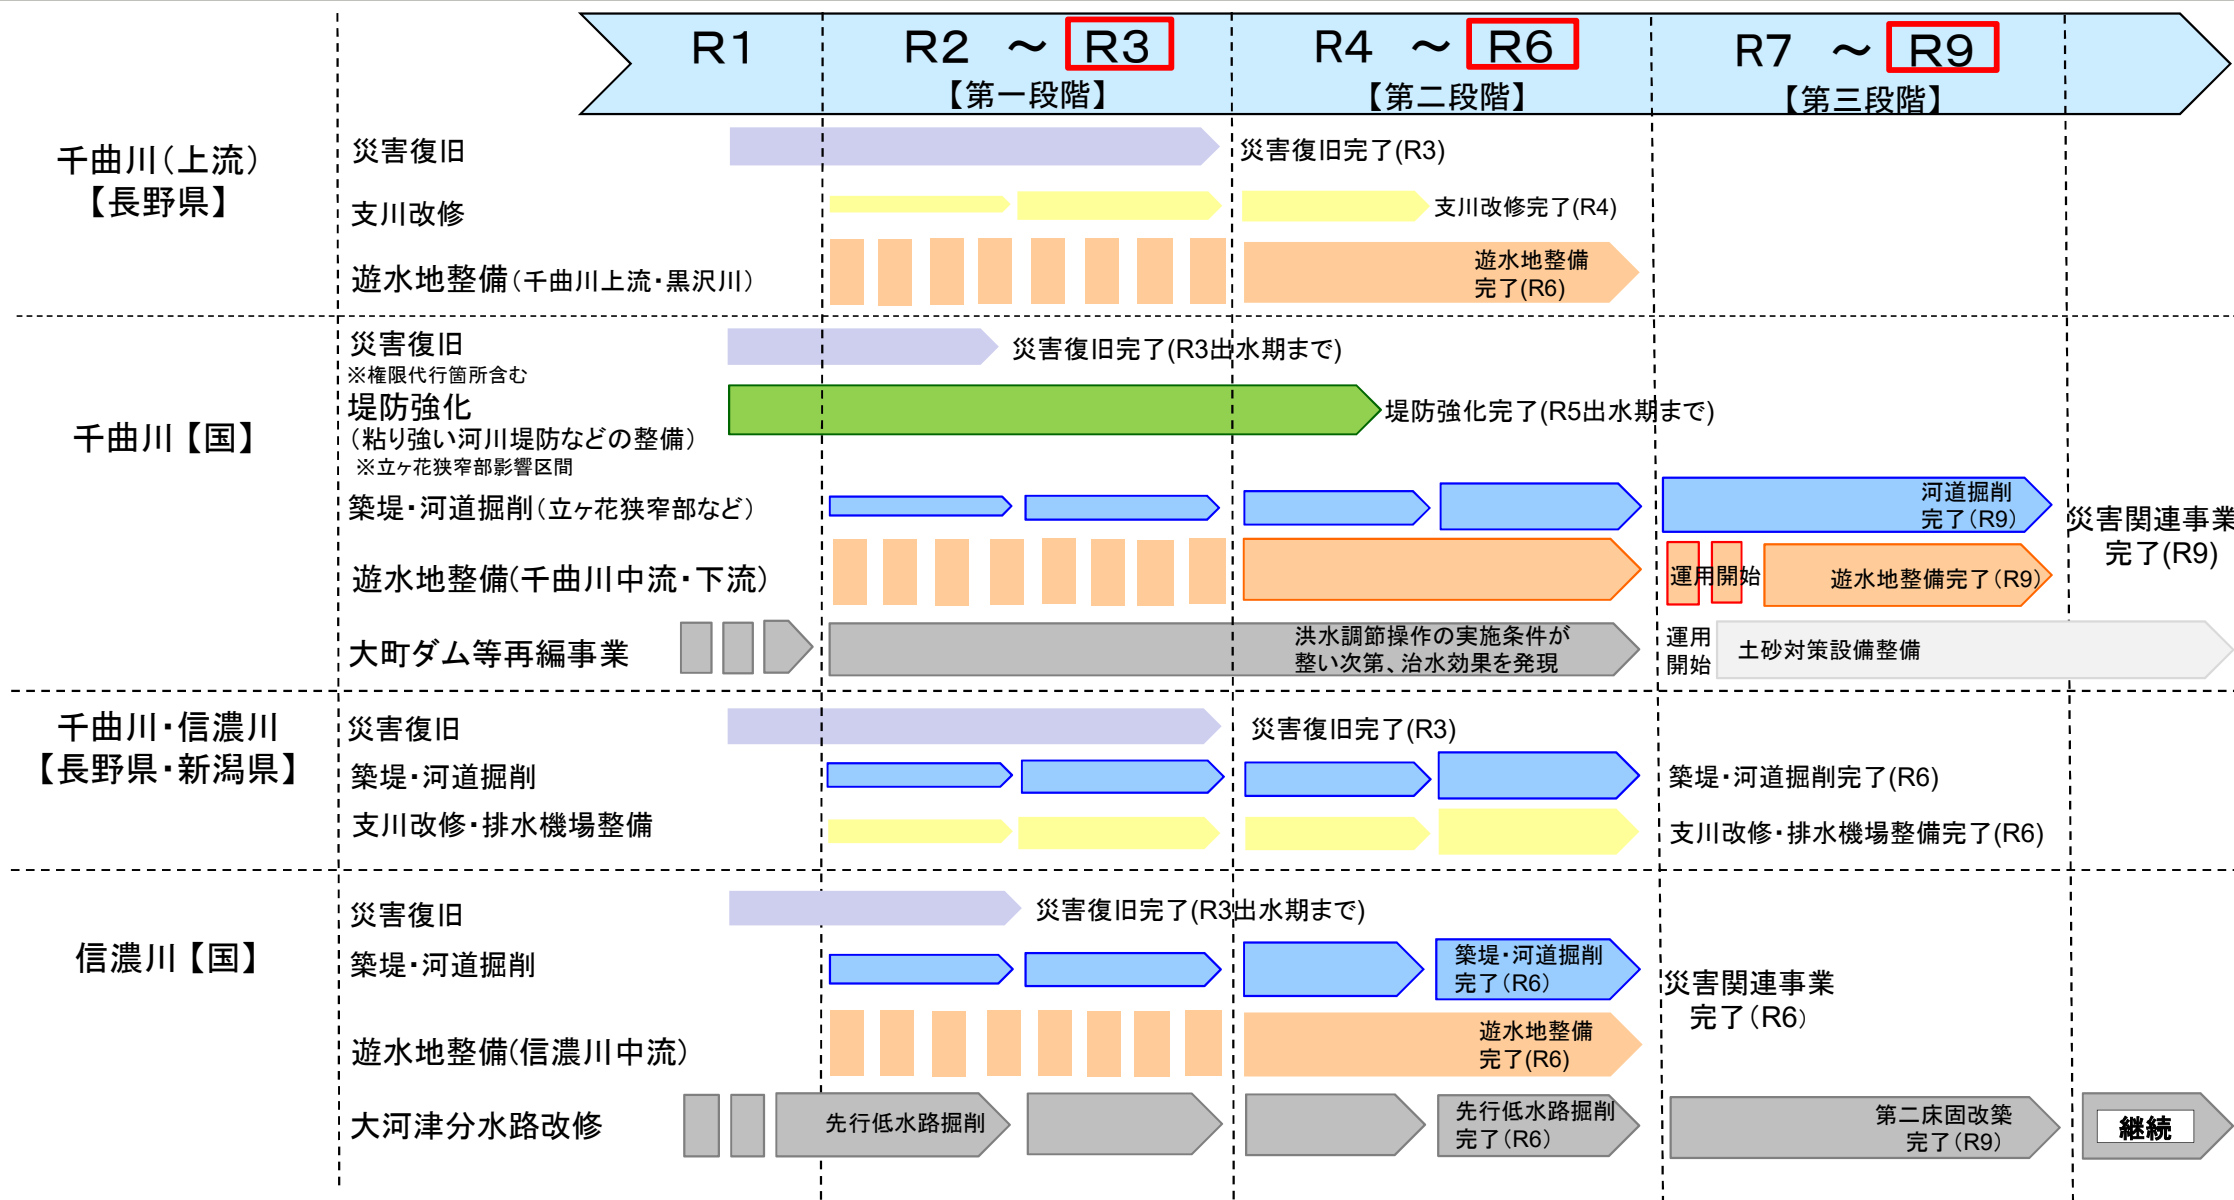 R1
R2 ～ R3
【第一段階】
R4 ～ R6
【第二段階】
R7 ～ R9
【第三段階】
千曲川（上流）
【長野県】
災害復旧
災害復旧完了(R3)
支川改修
支川改修完了(R4)
遊水地整備（千曲川上流・黒沢川）
遊水地整備
完了(R6)
千曲川【国】
災害復旧
※権限代行箇所含む
災害復旧完了(R3出水期まで)
堤防強化
（粘り強い河川堤防などの整備）
※立ヶ花狭窄部影響区間
堤防強化完了(R5出水期まで)
築堤・河道掘削（立ヶ花狭窄部など）
河道掘削
完了（R9）
遊水地整備(千曲川中流・下流)
運用開始
遊水地整備完了（R9）
災害関連事業
完了(R9)
大町ダム等再編事業
洪水調節操作の実施条件が
整い次第、治水効果を発現
運用
開始
土砂対策設備整備
千曲川・信濃川
【長野県・新潟県】
災害復旧
災害復旧完了(R3)
築堤・河道掘削
築堤・河道掘削完了(R6)
支川改修・排水機場整備
支川改修・排水機場整備完了(R6)
信濃川【国】
災害復旧
災害復旧完了(R3出水期まで)
築堤・河道掘削
築堤・河道掘削
完了（R6）
災害関連事業
完了（R6）
遊水地整備(信濃川中流)
遊水地整備
完了(R6)
大河津分水路改修
先行低水路掘削
先行低水路掘削
完了（R6）
第二床固改築
完了（R9）
継続